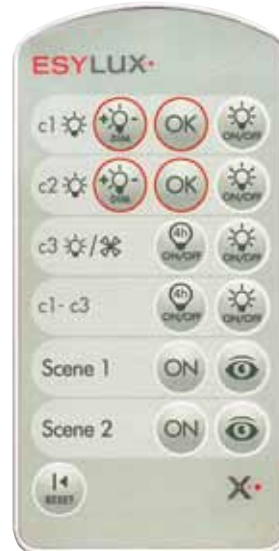 ESYLUX
c1 + - DIM OK ON/OFF
c2 + - DIM OK ON/OFF
c3 / 4h ON/OFF ON/OFF
c1- c3 4h ON/OFF ON/OFF
Scene 1 ON
Scene 2 ON
RESET X